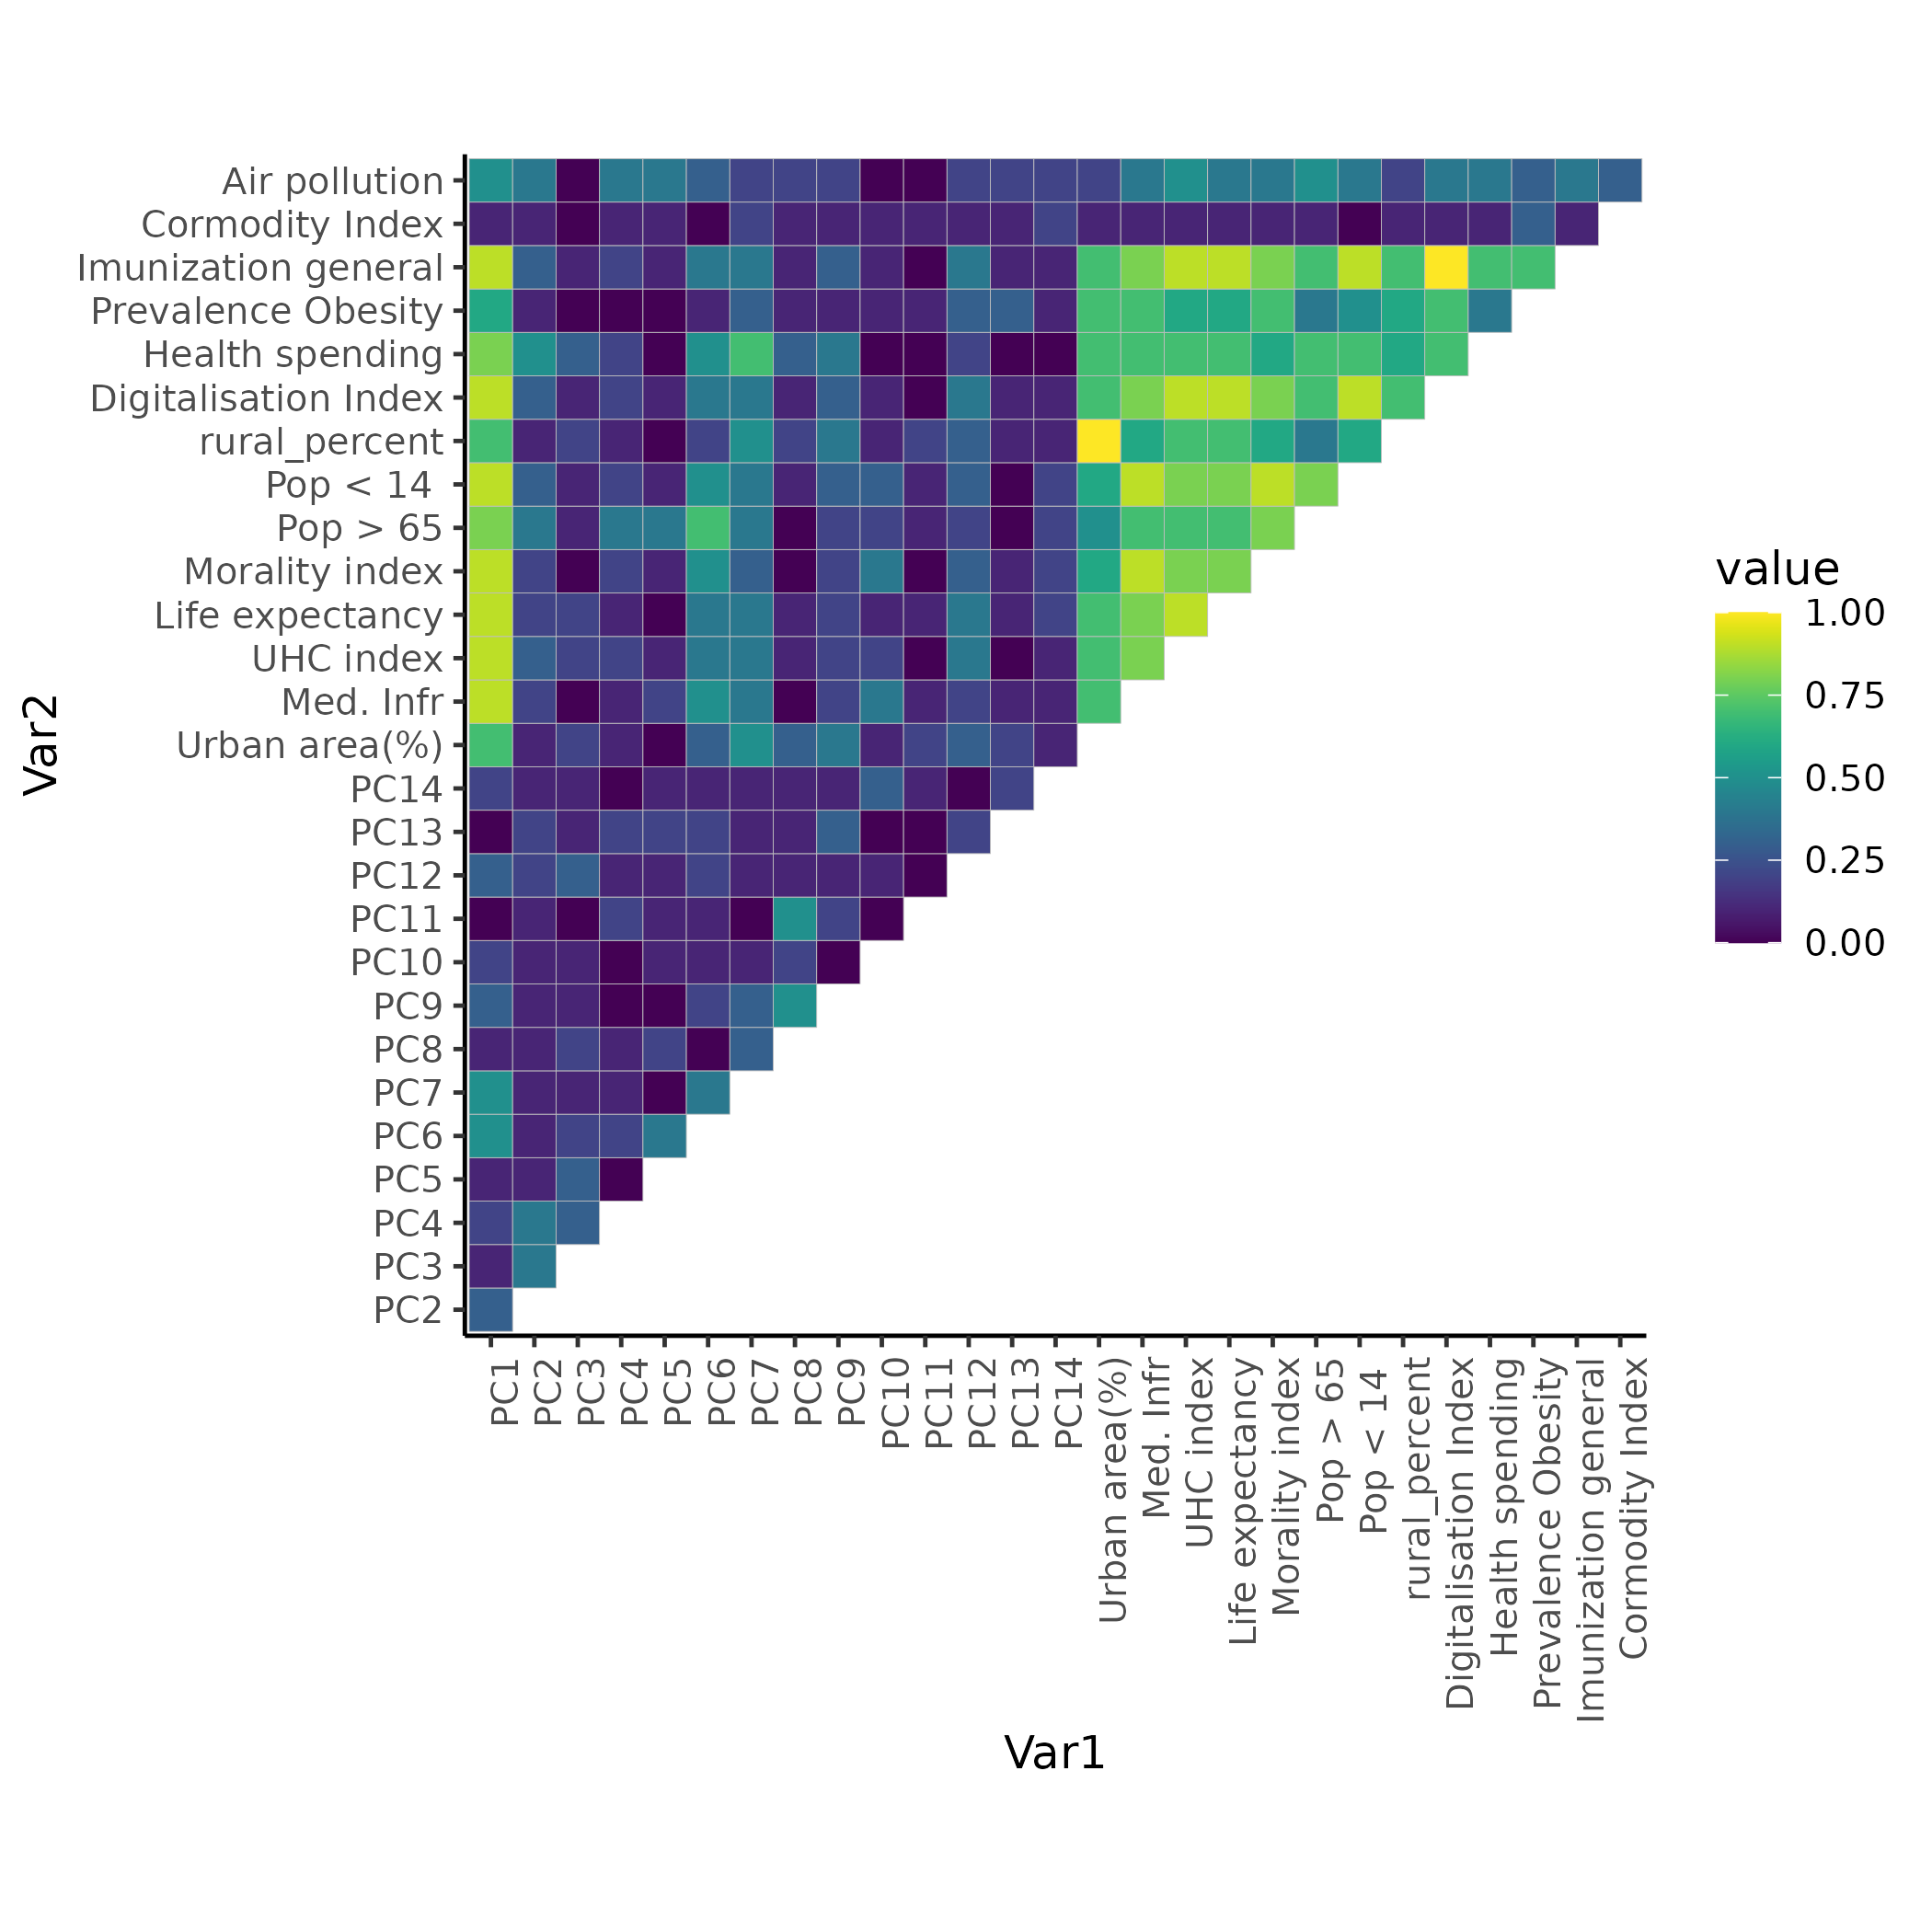 Air pollution
Cormodity Index
Imunization general
Prevalence Obesity
Health spending
Digitalisation Index
rural_percent
Pop < 14
Pop > 65
Morality index
Life expectancy
UHC index
Med. Infr
Urban area(%)
PC14
PC13
PC12
PC11
PC10
PC9
PC8
PC7
PC6
PC5
PC4
PC3
PC2
Var2
PC1
PC2
PC3
PC4
PC5
PC6
PC7
PC8
PC9
PC10
PC11
PC12
PC13
PC14
Urban area(%)
Med. Infr
UHC index
Life expectancy
Morality index
Pop > 65
Pop < 14
rural_percent
Digitalisation Index
Health spending
Prevalence Obesity
Imunization general
Cormodity Index
Var1
value
1.00
0.75
0.50
0.25
0.00